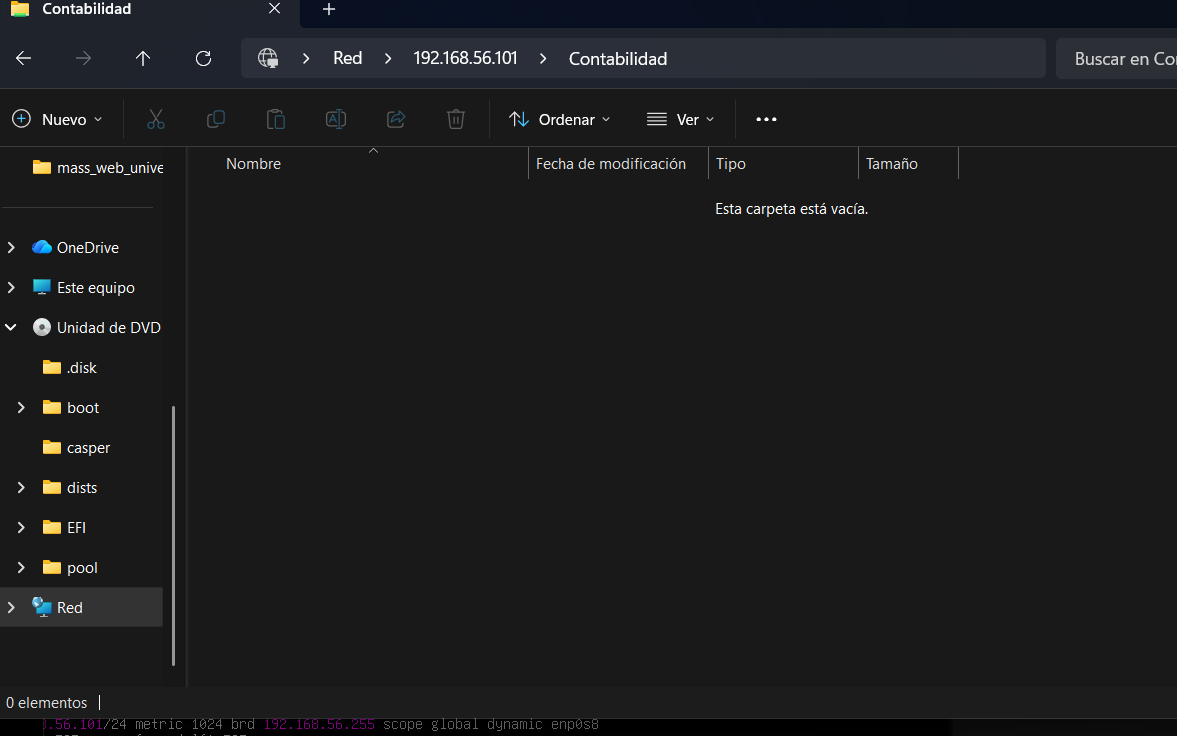 Contabilidad
Red
192.168.56.101
Contabilidad
Buscar en Co
Nuevo
Ordenar
Ver
Nombre
Fecha de modificación
Tipo
Tamaño
mass_web_unive
Esta carpeta está vacía.
OneDrive
Este equipo
Unidad de DVD
.disk
boot
casper
dists
EFI
pool
Red
0 elementos
.56.101/24 metric 1024 brd 192.168.56.255 scope global dynamic enp0s8